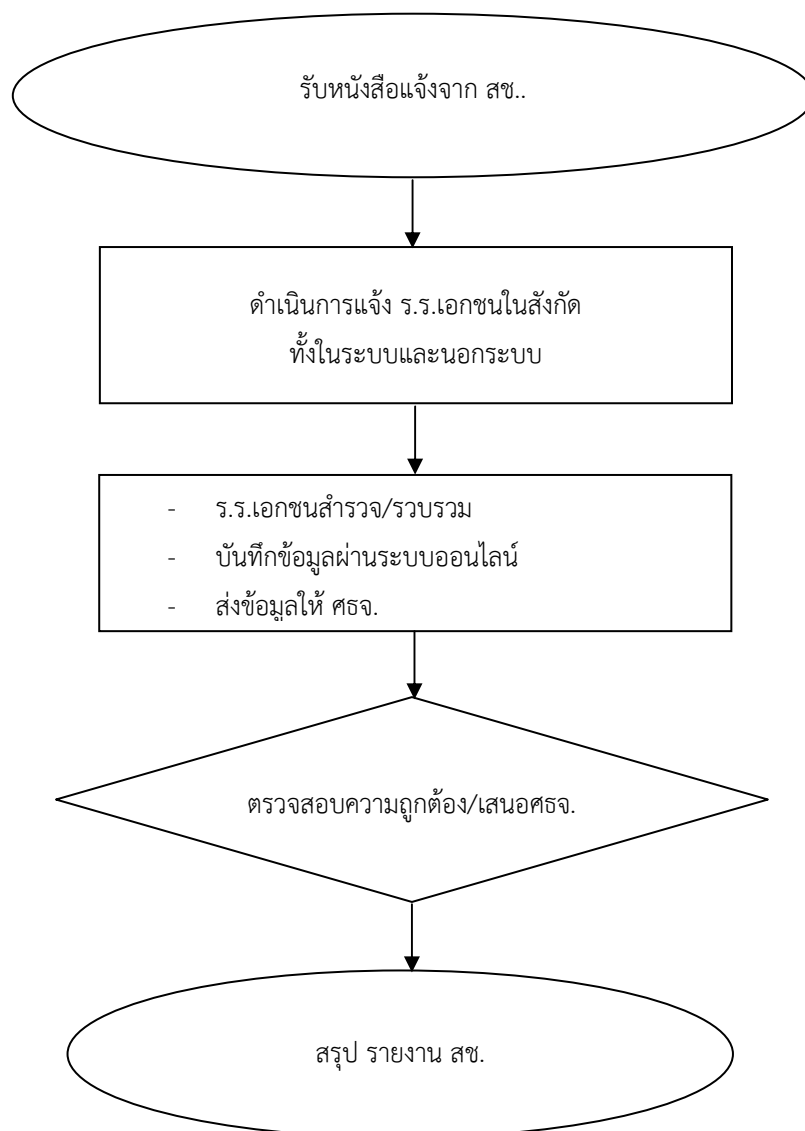 รับหนังสือแจ้งจาก สช..
ดำเนินการแจ้ง ร.ร.เอกชนในสังกัด
ทั้งในระบบและนอกระบบ
- ร.ร.เอกชนสำรวจ/รวบรวม
- บันทึกข้อมูลผ่านระบบออนไลน์
- ส่งข้อมูลให้ ศธจ.
ตรวจสอบความถูกต้อง/เสนอศธจ.
สรุป รายงาน สช.